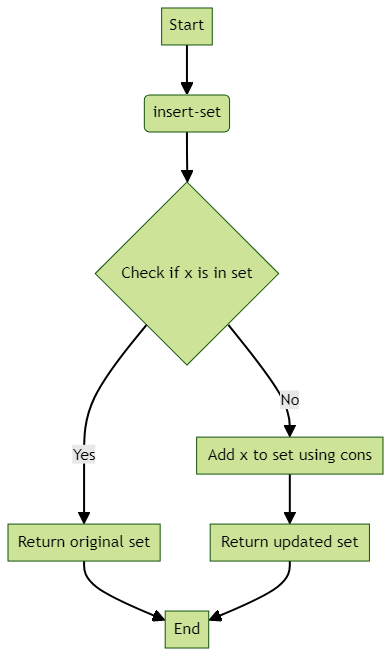 Start
insert-set
Check if x is in set
No
Yes
Add x to set using cons
Return original set
Return updated set
End